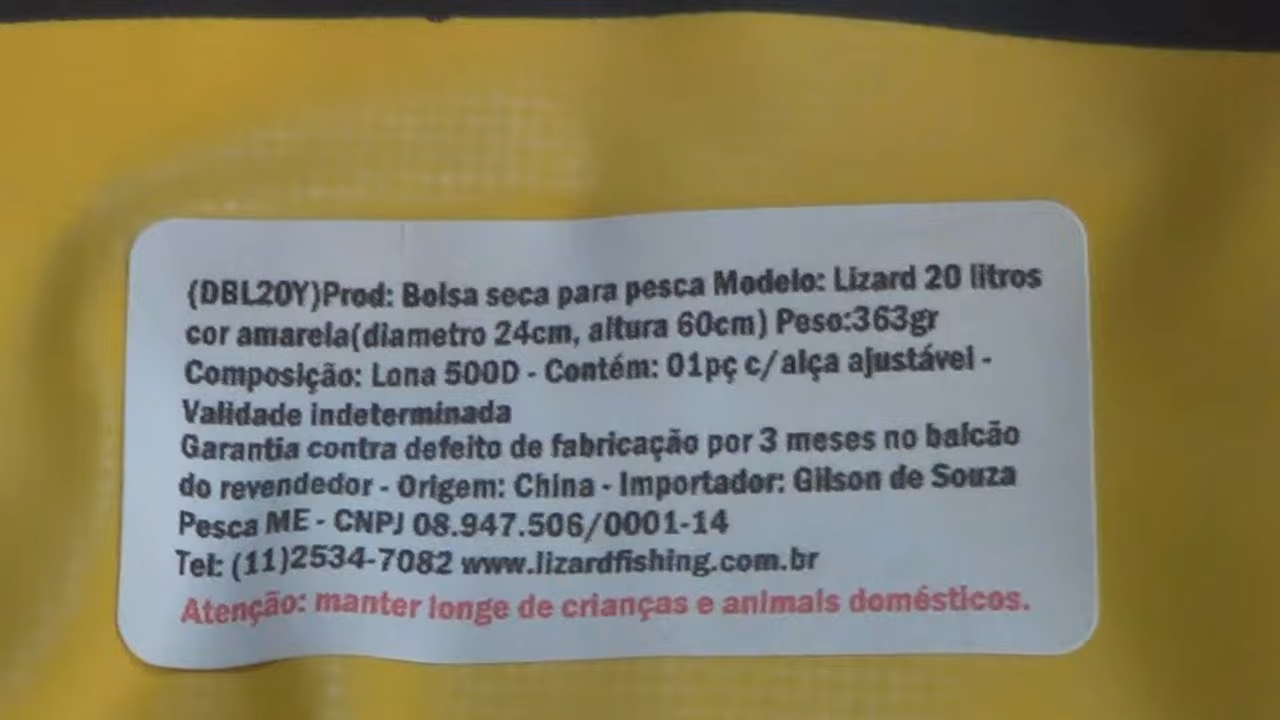 (DBL20Y)Prod: Bolsa seca para pesca Modelo: Lizard 20 litros
cor amarela(diametro 24cm, altura 60cm) Peso:363gr
Composição: Lona 500D - Contém: 01pç c/alça ajustável -
Validade indeterminada
Garantia contra defeito de fabricação por 3 meses no balcão
do revendedor - Origem: China - Importador: Gilson de Souza
Pesca ME - CNPJ 08.947.506/0001-14
Tel: (11)2534-7082 www.lizardfishing.com.br
Atenção: manter longe de crianças e animais domésticos.